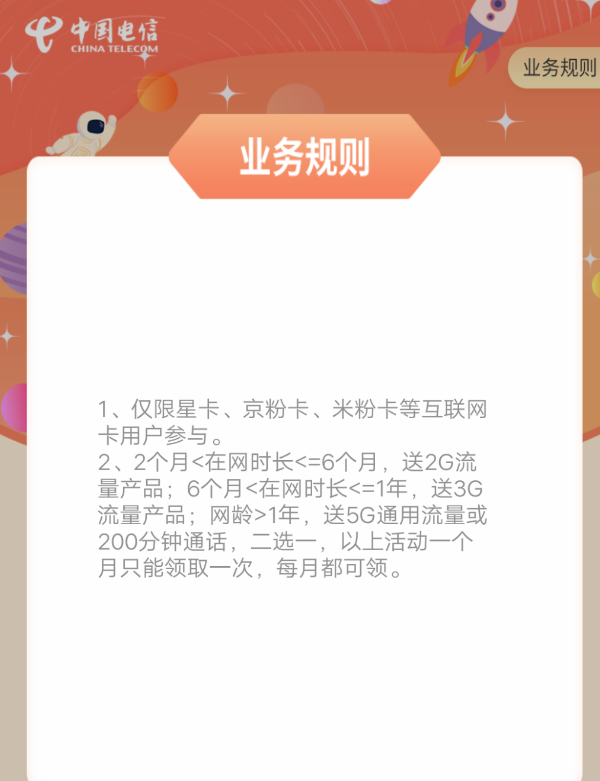 中国电信
CHINA TELECOM
业务规则
业务规则
1、仅限星卡、京粉卡、米粉卡等互联网
卡用户参与。
2、2个月<在网时长<=6个月，送2G流
量产品；6个月<在网时长<=1年，送3G
流量产品；网龄>1年，送5G通用流量或
200分钟通话，二选一，以上活动一个
月只能领取一次，每月都可领。